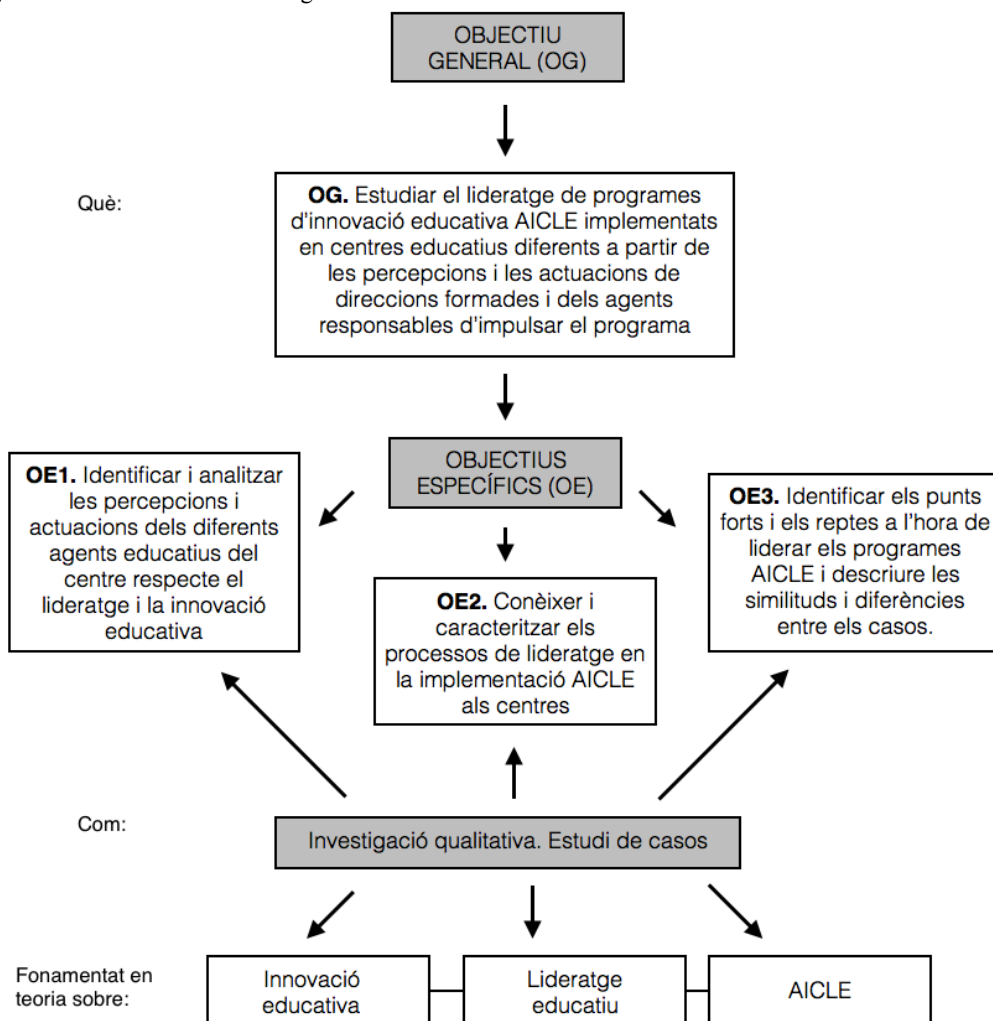 OBJECTIU
GENERAL (OG)
Què:
OG. Estudiar el lideratge de programes
d'innovació educativa AICLE implementats
en centres educatius diferents a partir de
les percepcions i les actuacions de
direccions formades i dels agents
responsables d'impulsar el programa
OBJECTIUS
ESPECÍFICS (OE)
OE1. Identificar i analitzar
les percepcions i
actuacions dels diferents
agents educatius del
centre respecte el
lideratge i la innovació
educativa
OE2. Conèixer i
caracteritzar els
processos de lideratge en
la implementació AICLE
als centres
OE3. Identificar els punts
forts i els reptes a l'hora de
liderar els programes
AICLE i descriure les
similituds i diferències
entre els casos.
Com:
Investigació qualitativa. Estudi de casos
Fonamentat en
teoria sobre:
Innovació
educativa
Lideratge
educatiu
AICLE